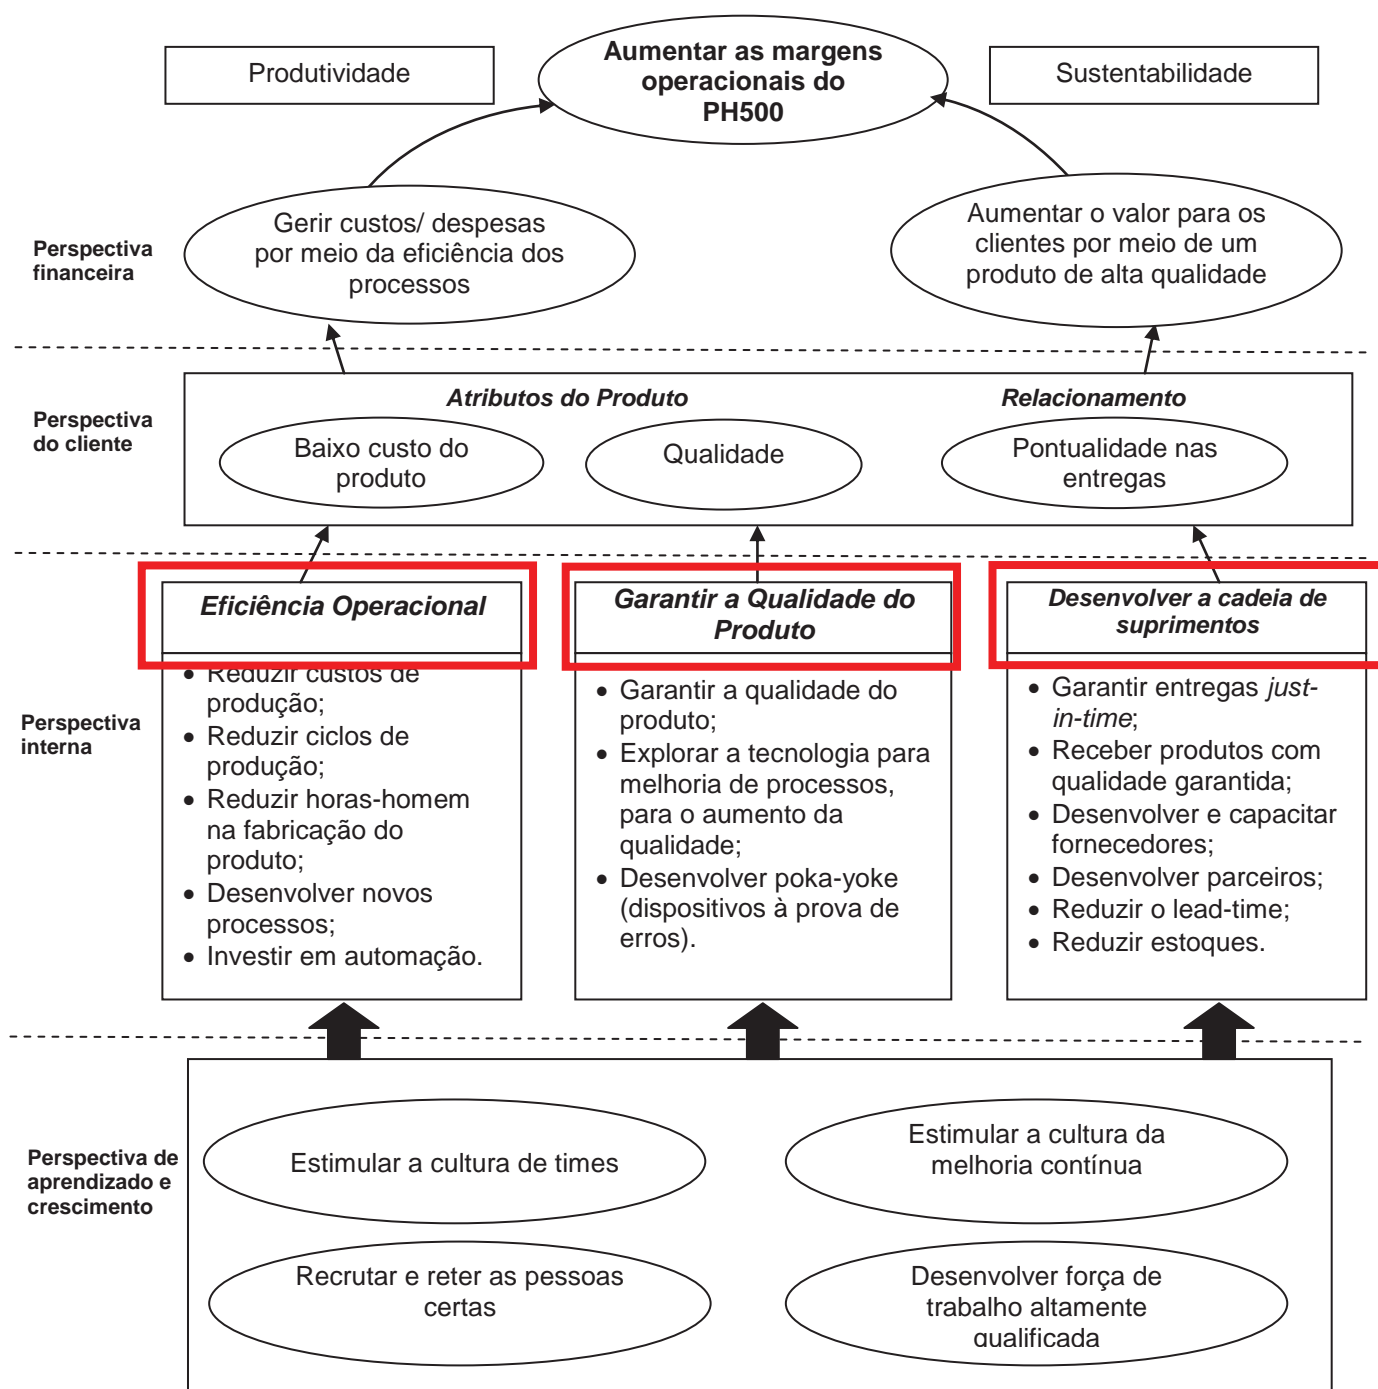 Produtividade
Aumentar as margens
operacionais do
PH500
Sustentabilidade
Perspectiva
financeira
Gerir custos/ despesas
por meio da eficiência dos
processos
Aumentar o valor para os
clientes por meio de um
produto de alta qualidade
Perspectiva
do cliente
Atributos do Produto
Relacionamento
Baixo custo do
produto
Qualidade
Pontualidade nas
entregas
Perspectiva
interna
Eficiência Operacional
• Reduzir custos de
produção;
• Reduzir ciclos de
produção;
• Reduzir horas-homem
na fabricação do
produto;
• Desenvolver novos
processos;
• Investir em automação.
Garantir a Qualidade do
Produto
• Garantir a qualidade do
produto;
• Explorar a tecnologia para
melhoria de processos,
para o aumento da
qualidade;
• Desenvolver poka-yoke
(dispositivos à prova de
erros).
Desenvolver a cadeia de
suprimentos
• Garantir entregas just-
in-time;
• Receber produtos com
qualidade garantida;
• Desenvolver e capacitar
fornecedores;
• Desenvolver parceiros;
• Reduzir o lead-time;
• Reduzir estoques.
Perspectiva de
aprendizado e
crescimento
Estimular a cultura de times
Estimular a cultura da
melhoria contínua
Recrutar e reter as pessoas
certas
Desenvolver força de
trabalho altamente
qualificada